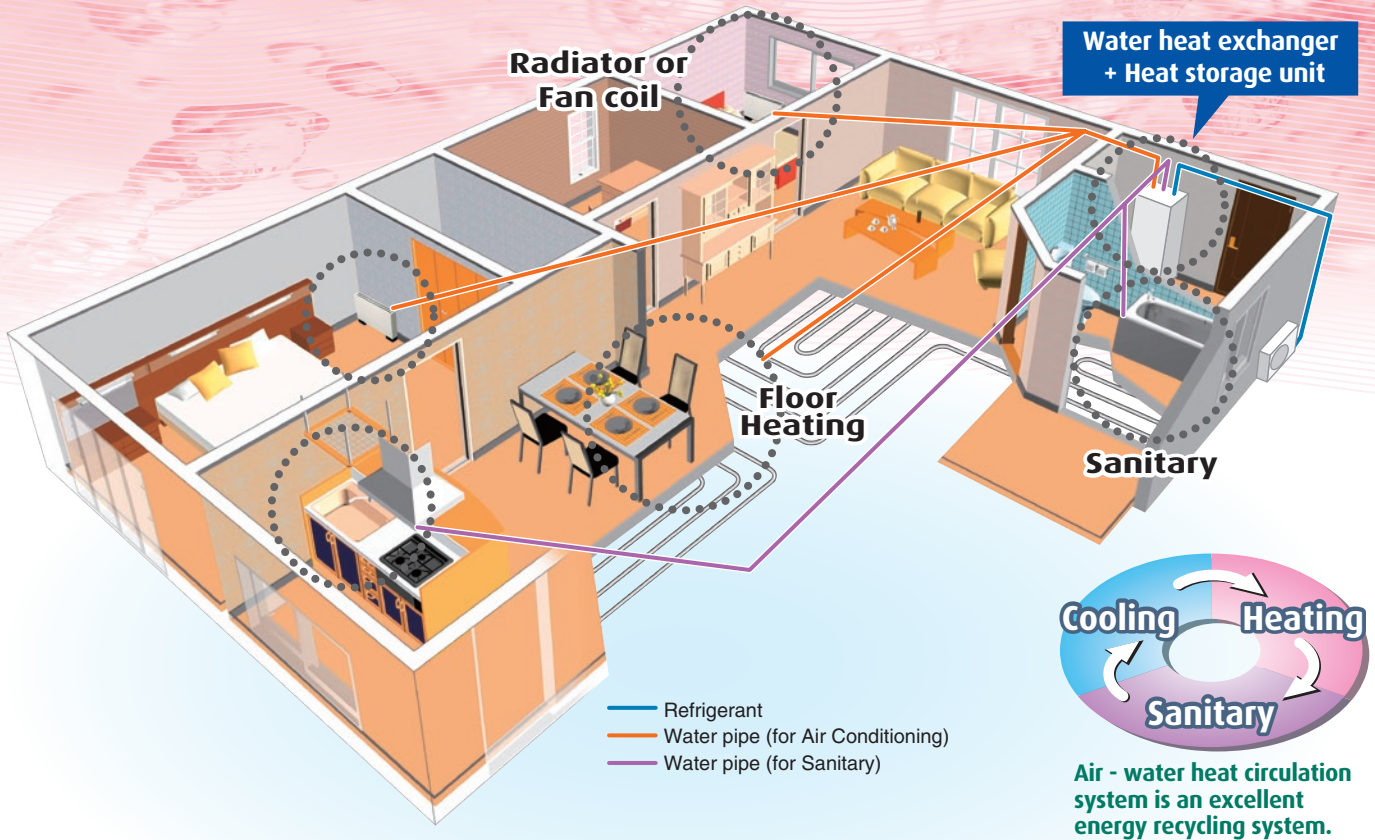 Radiator or
Fan coil
Water heat exchanger
+ Heat storage unit
Floor
Heating
Sanitary
Refrigerant
Water pipe (for Air Conditioning)
Water pipe (for Sanitary)
Cooling
Heating
Sanitary
Air - water heat circulation
system is an excellent
energy recycling system.